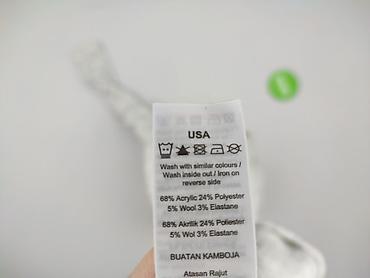 USA
Wash with similar colours /
Wash inside out / Iron on
reverse side
68% Acrylic 24% Polyester
5% Wool 3% Elastane
68% Akrilik 24% Poliester
5% Wol 3% Elastane
BUATAN KAMBOJA
Atasan Rajut